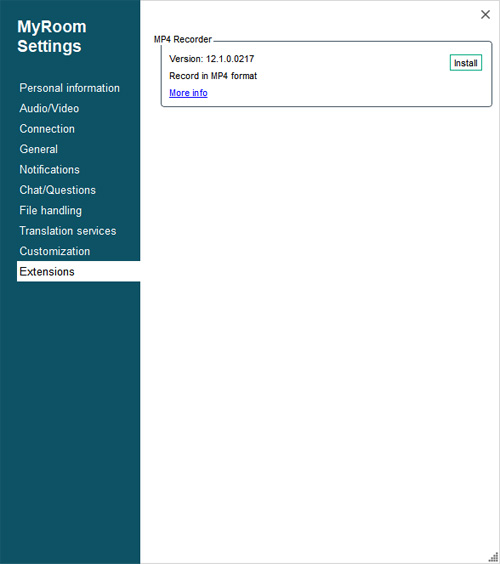 MyRoom
Settings
Personal information
Audio/Video
Connection
General
Notifications
Chat/Questions
File handling
Translation services
Customization
Extensions
MP4 Recorder
Version: 12.1.0.0217
Install
Record in MP4 format
More info